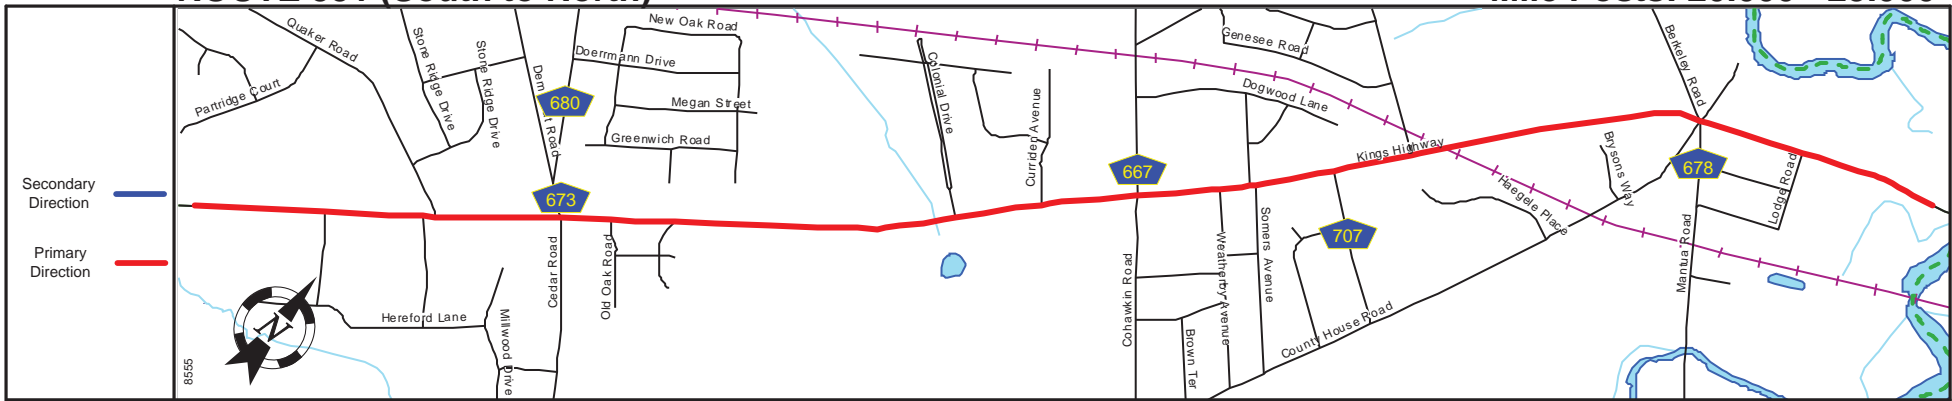 Secondary
Direction
Primary
Direction
8555
Quaker Road
Partridge Court
Stone Ridge Drive
Stone Ridge Drive
680
673
New Oak Road
Doerrmann Drive
Megan Street
Greenwich Road
Hereford Lane
Millwood Drive
Cedar Road
Old Oak Road
N
Colonial Drive
Curriden Avenue
667
Cohawkin Road
Genesee Road
Dogwood Lane
Kings Highway
Weatherby Avenue
Somers Avenue
Brown Ter
707
County House Road
Haegele Place
Brysons Way
Berkeley Road
678
Mantua Road
Lodge Road